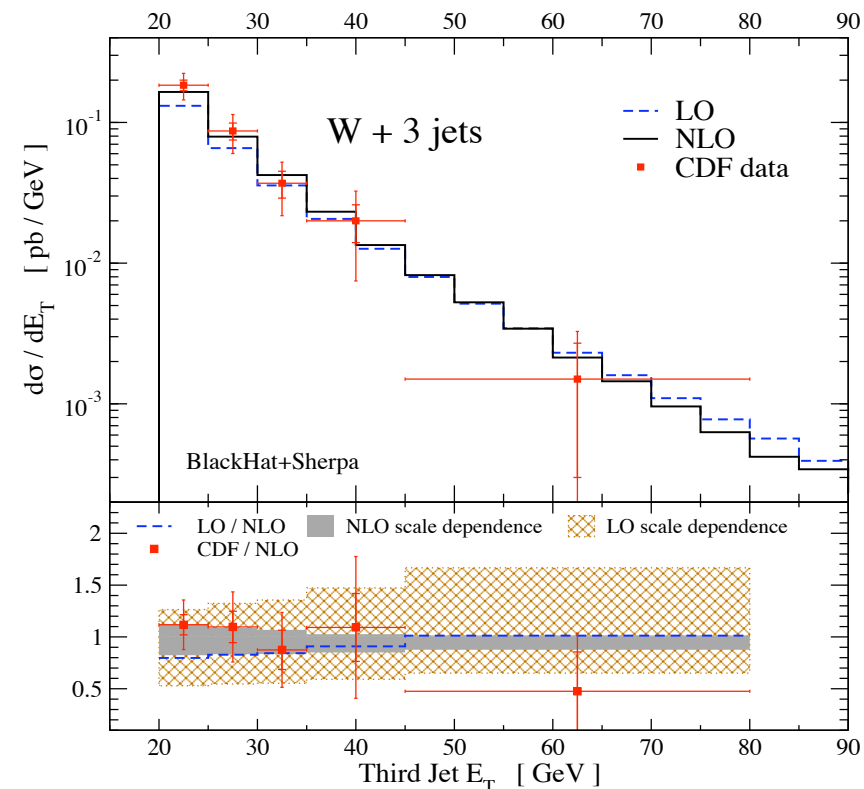 20 30 40 50 60 70 80 90
W + 3 jets
LO
NLO
CDF data
10^-1
10^-2
10^-3
dσ / dE_T [ pb / GeV ]
BlackHat+Sherpa
LO / NLO
NLO scale dependence
LO scale dependence
CDF / NLO
2
1.5
1
0.5
20 30 40 50 60 70 80 90
Third Jet E_T [ GeV ]